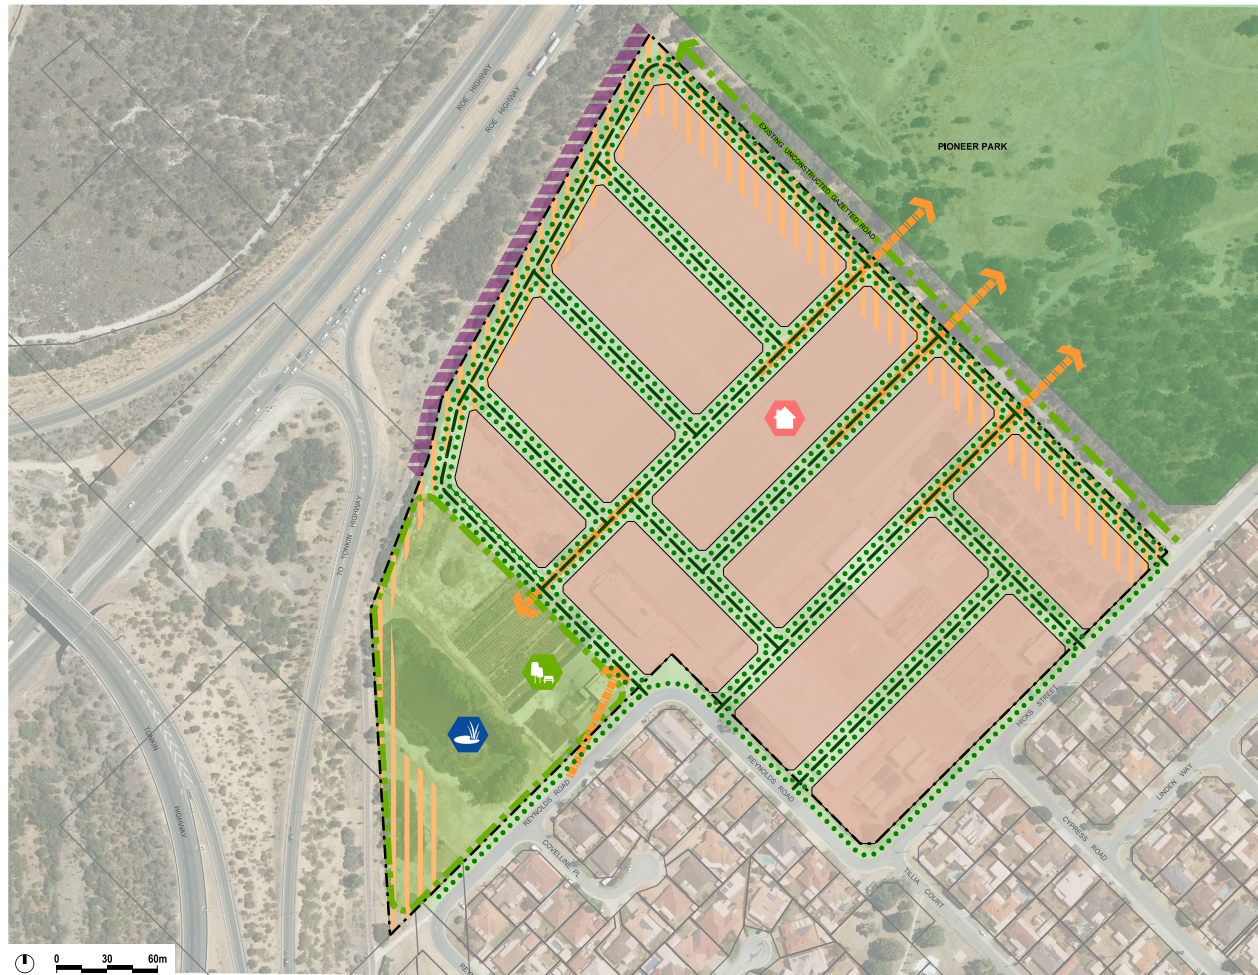 ROE HIGHWAY
ROE HIGHWAY
PIONEER PARK
EXISTING UNCONSTRUCTED GAZETTED ROAD
TO TONKIN HIGHWAY
TONKIN
HIGHWAY
REYNOLDS ROAD
REYNOLDS ROAD
HICKS STREET
LINDEN WAY
CYPRESS ROAD
COVELLINE PL
TILLIA COURT
0 30 60m